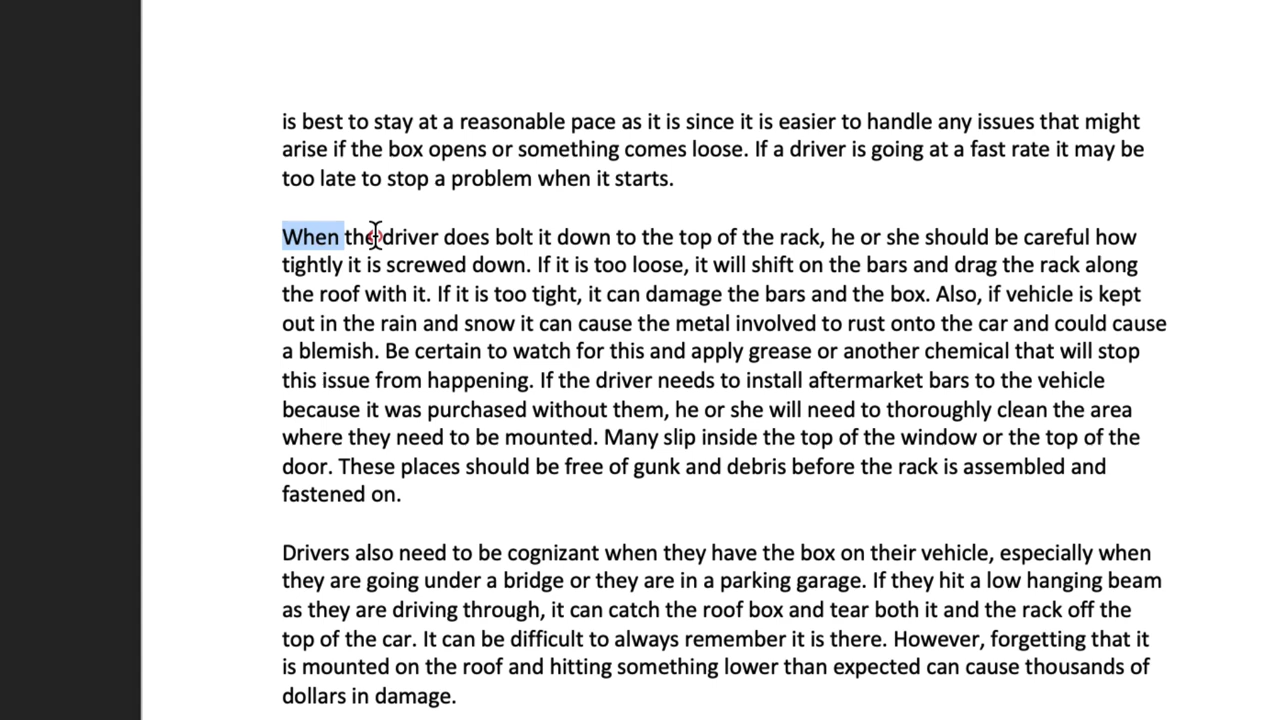 is best to stay at a reasonable pace as it is since it is easier to handle any issues that might
arise if the box opens or something comes loose. If a driver is going at a fast rate it may be
too late to stop a problem when it starts.
When the driver does bolt it down to the top of the rack, he or she should be careful how
tightly it is screwed down. If it is too loose, it will shift on the bars and drag the rack along
the roof with it. If it is too tight, it can damage the bars and the box. Also, if vehicle is kept
out in the rain and snow it can cause the metal involved to rust onto the car and could cause
a blemish. Be certain to watch for this and apply grease or another chemical that will stop
this issue from happening. If the driver needs to install aftermarket bars to the vehicle
because it was purchased without them, he or she will need to thoroughly clean the area
where they need to be mounted. Many slip inside the top of the window or the top of the
door. These places should be free of gunk and debris before the rack is assembled and
fastened on.
Drivers also need to be cognizant when they have the box on their vehicle, especially when
they are going under a bridge or they are in a parking garage. If they hit a low hanging beam
as they are driving through, it can catch the roof box and tear both it and the rack off the
top of the car. It can be difficult to always remember it is there. However, forgetting that it
is mounted on the roof and hitting something lower than expected can cause thousands of
dollars in damage.